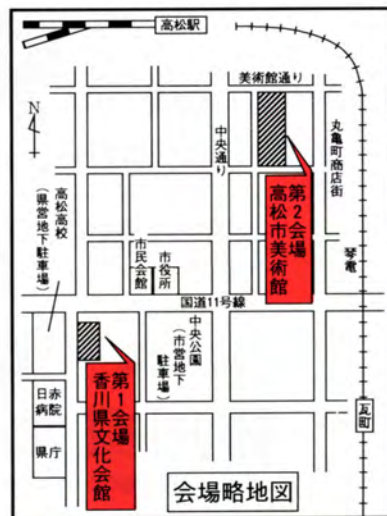 高松駅
美術館通り
N
中央通り
丸亀町商店街
第2会場
高松市美術館
高松高校
（県営地下駐車場）
市民会館
市役所
琴電
国道11号線
中央公園
（市営地下
駐車場）
第1会場
香川県文化会館
日赤
病院
県庁
瓦町
会場略地図